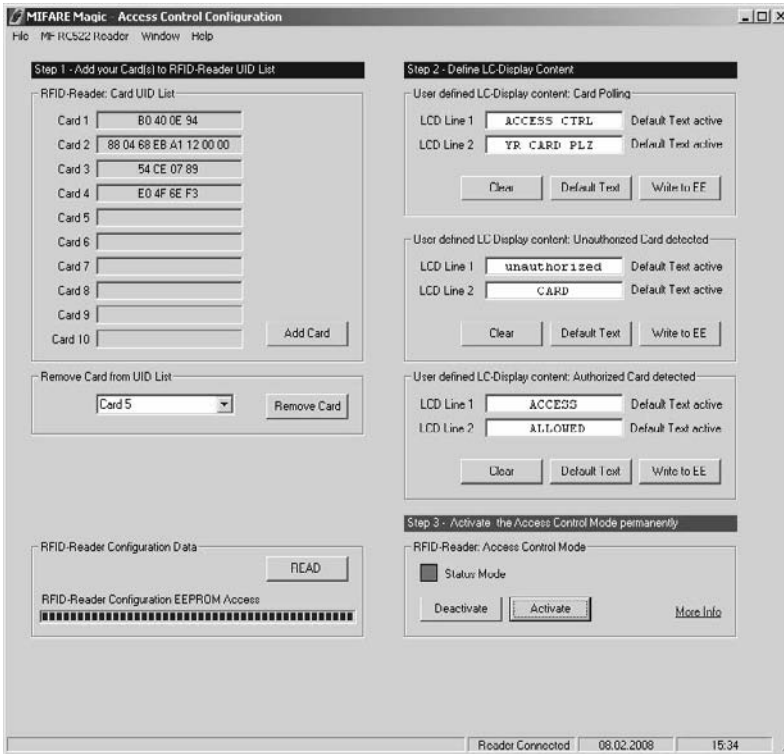 MIFARE Magic - Access Control Configuration
File MF RC522 Reader Window Help
Step 1 - Add your Card(s) to RFID-Reader UID List
RFID-Reader: Card UID List
Card 1 B0 40 0E 94
Card 2 88 04 68 EB A1 12 00 00
Card 3 54 CE 07 89
Card 4 E0 4F 6E F3
Card 5
Card 6
Card 7
Card 8
Card 9
Card 10
Add Card
Remove Card from UID List
Card 5 Remove Card
RFID-Reader Configuration Data
READ
RFID-Reader Configuration EEPROM Access
Step 2 - Define LC-Display Content
User defined LC-Display content: Card Polling
LCD Line 1 ACCESS CTRL Default Text active
LCD Line 2 YR CARD PLZ Default Text active
Clear Default Text Write to EE
User defined LC Display content: Unauthorized Card detected
LCD Line 1 unauthorized Default Text active
LCD Line 2 CARD Default Text active
Clear Default Text Write to EE
User defined LC-Display content: Authorized Card detected
LCD Line 1 ACCESS Default Text active
LCD Line 2 ALLOWED Default Text active
Clear Default Text Write to EE
Step 3 - Activate the Access Control Mode permanently
RFID-Reader: Access Control Mode
Status Mode
Deactivate Activate More Info
Reader Connected 08.02.2008 15:34